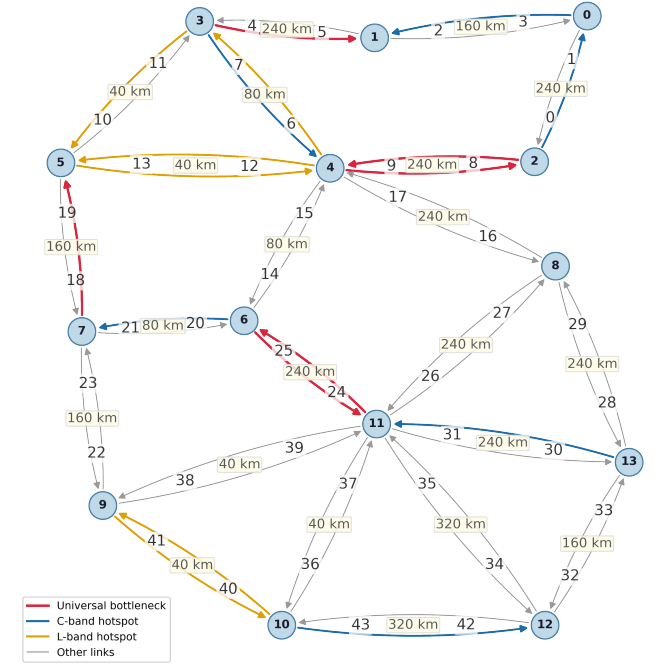 0
3
3
4
240 km
5
1
2
160 km
1
11
7
240 km
40 km
80 km
10
6
0
5
13
40 km
12
4
9
240 km
8
2
17
19
15
240 km
16
160 km
80 km
8
18
14
27
29
7
21
80 km
20
6
25
240 km
240 km
240 km
26
23
24
28
22
160 km
11
31
240 km
30
13
39
40 km
38
37
35
9
33
41
40 km
320 km
160 km
40 km
36
34
32
40
10
43
320 km
42
12
Universal bottleneck
C-band hotspot
L-band hotspot
Other links